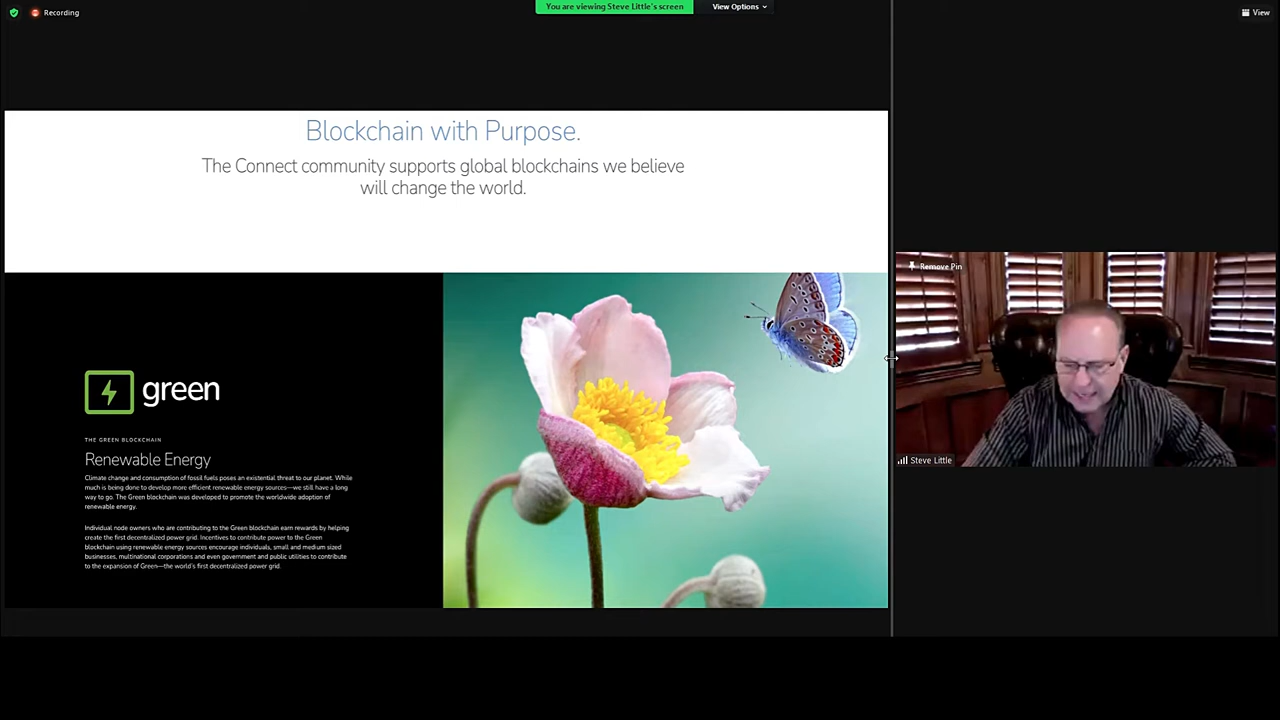 Recording
You are viewing Steve Little's screen
View Options
View
Blockchain with Purpose.
The Connect community supports global blockchains we believe
will change the world.
Remove Pin
green
THE GREEN BLOCKCHAIN
Renewable Energy
Climate change and consumption of fossil fuels poses an existential threat to our planet. While
much is being done to develop more efficient renewable energy sources—we still have a long
way to go. The Green blockchain was developed to promote the worldwide adoption of
renewable energy.
Individual node owners who are contributing to the Green blockchain earn rewards by helping
create the first decentralized power grid. Incentives to contribute power to the Green
blockchain using renewable energy sources encourage individuals, small and medium sized
businesses, multinational corporations and even government and public utilities to contribute
to the expansion of Green—the world's first decentralized power grid.
Steve Little